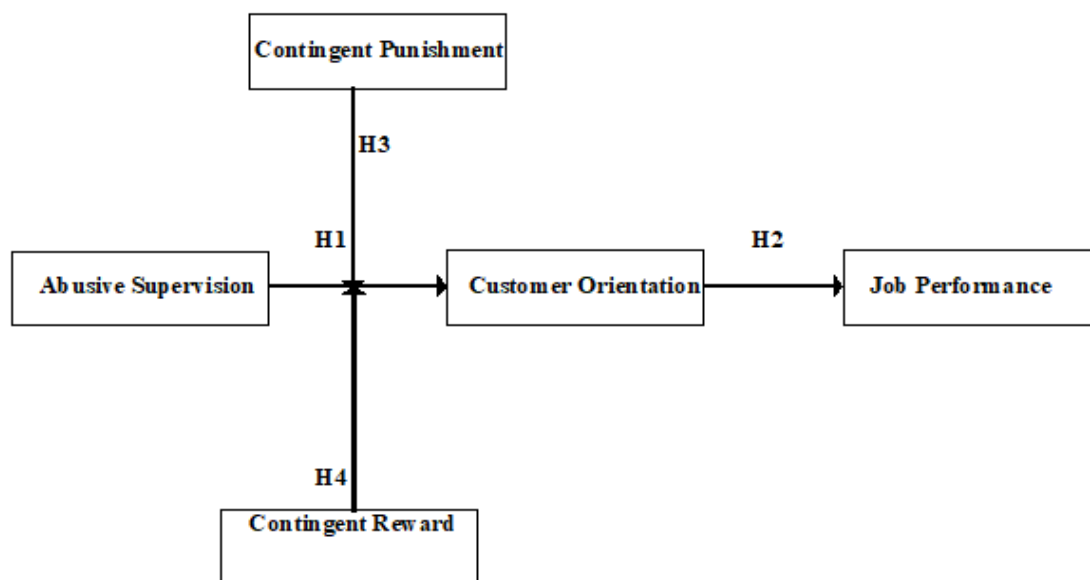 Contingent Punishment
H3
H1
H2
Abusive Supervision
Customer Orientation
Job Performance
H4
Contingent Reward